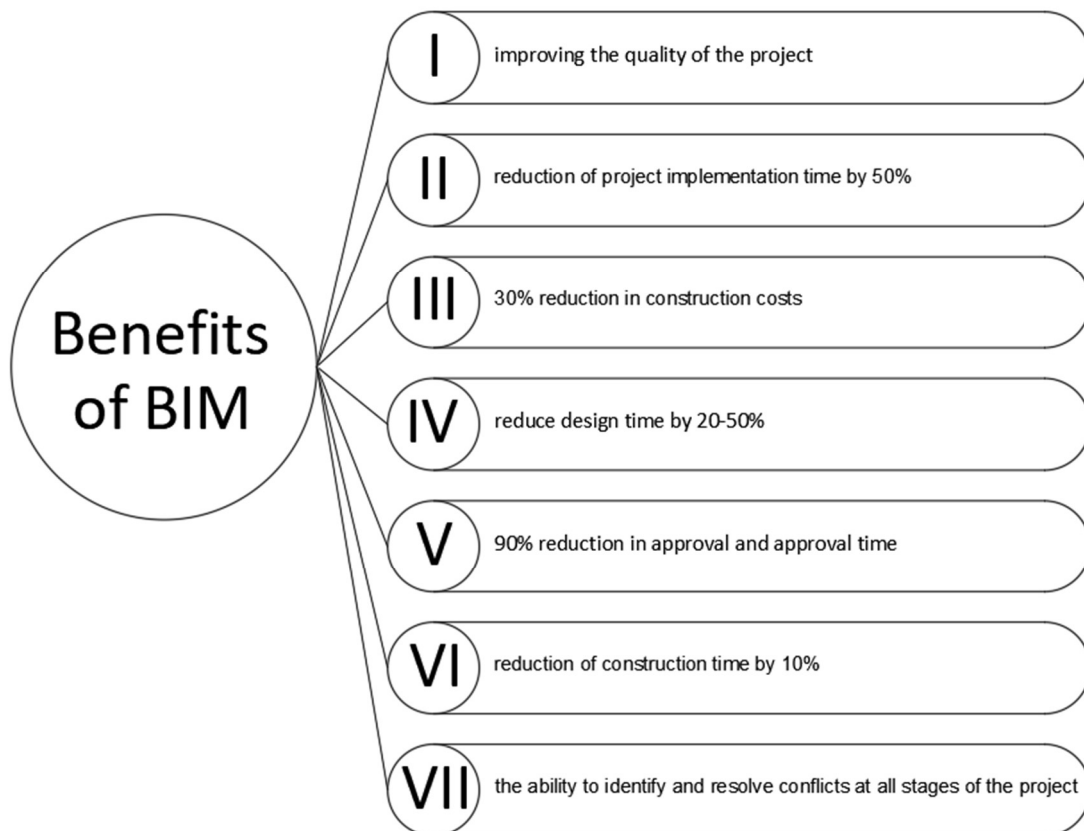 Benefits
of BIM
I
improving the quality of the project
II
reduction of project implementation time by 50%
III
30% reduction in construction costs
IV
reduce design time by 20-50%
V
90% reduction in approval and approval time
VI
reduction of construction time by 10%
VII
the ability to identify and resolve conflicts at all stages of the project